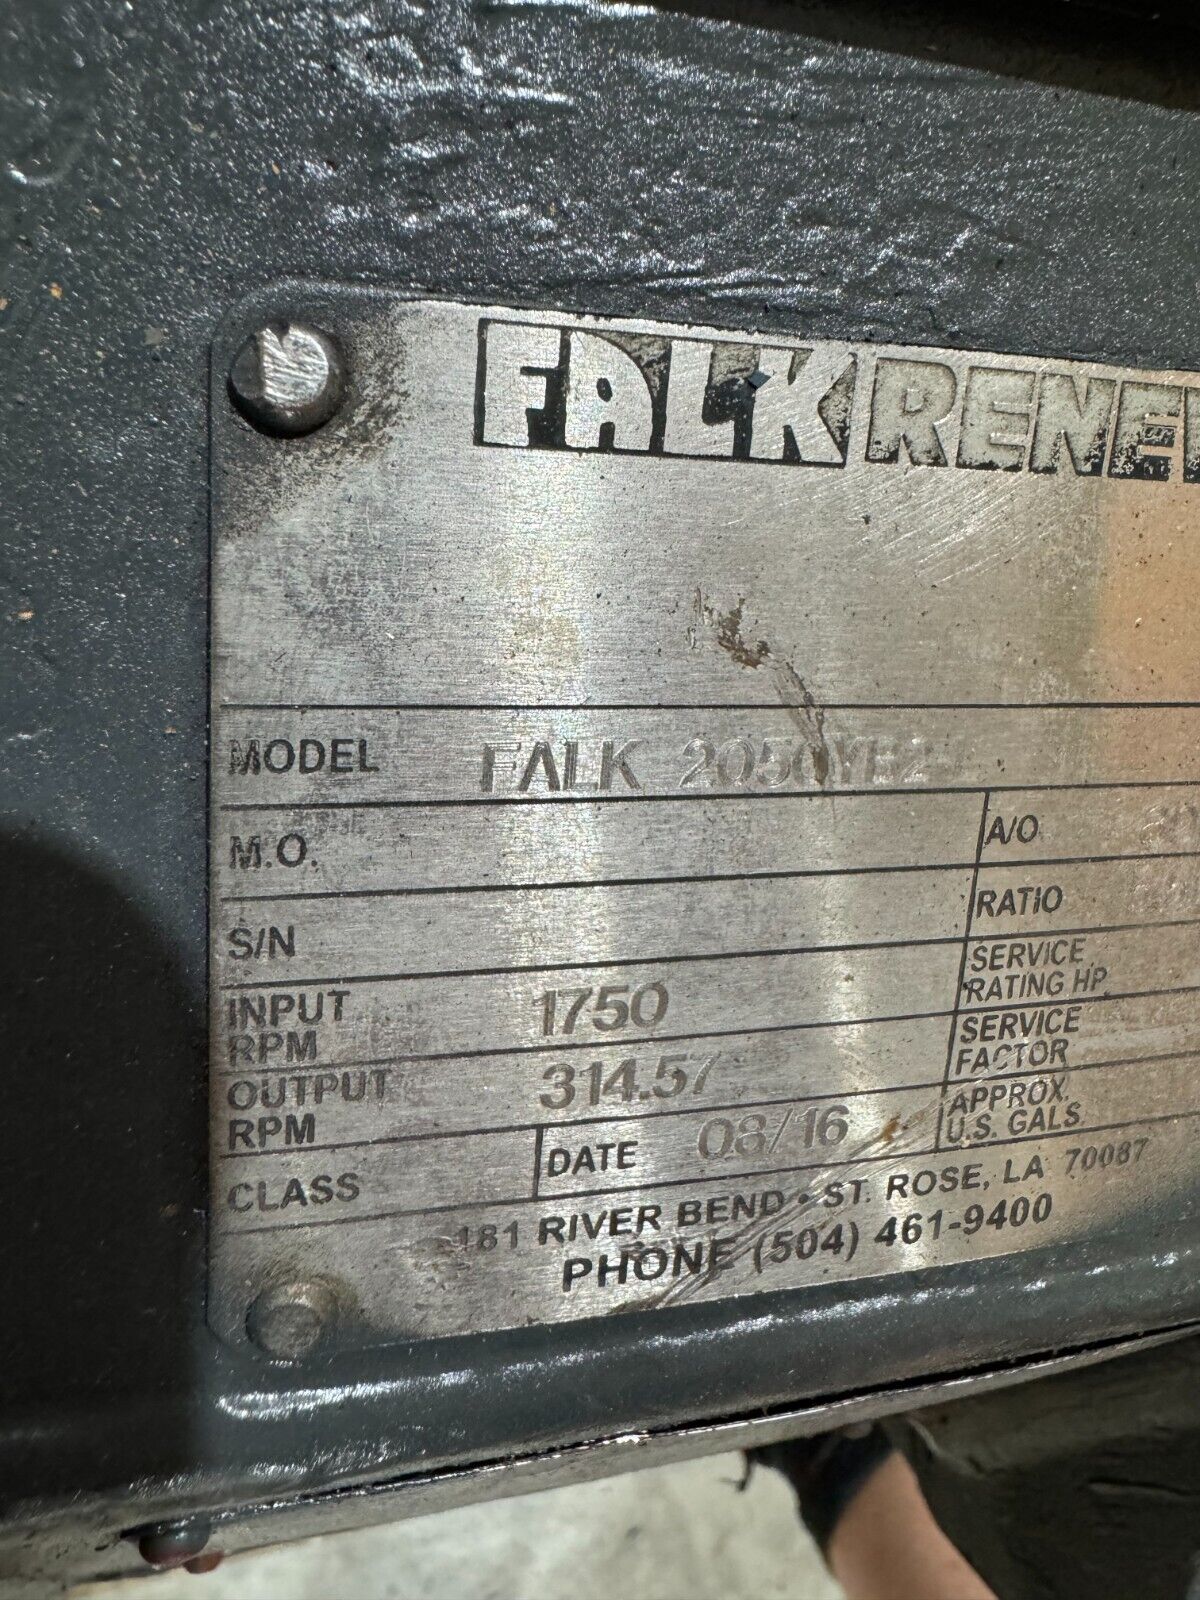 FALK RENE
MODEL FALK 2050YF2
M.O. A/O
S/N RATIO
INPUT RPM 1750 SERVICE RATING HP.
OUTPUT RPM 314.57 SERVICE FACTOR
CLASS DATE 08/16 APPROX. U.S. GALS.
181 RIVER BEND • ST. ROSE, LA 70087
PHONE (504) 461-9400